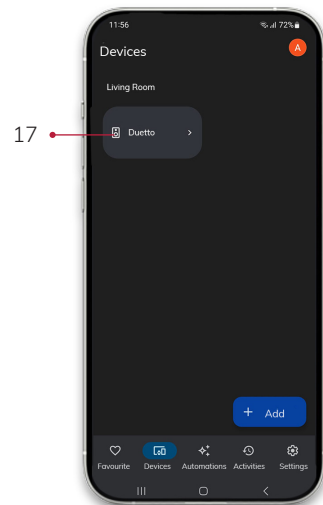 11:56
72%
Devices
A
Living Room
17
Duetto
+ Add
Favourite Devices Automations Activities Settings